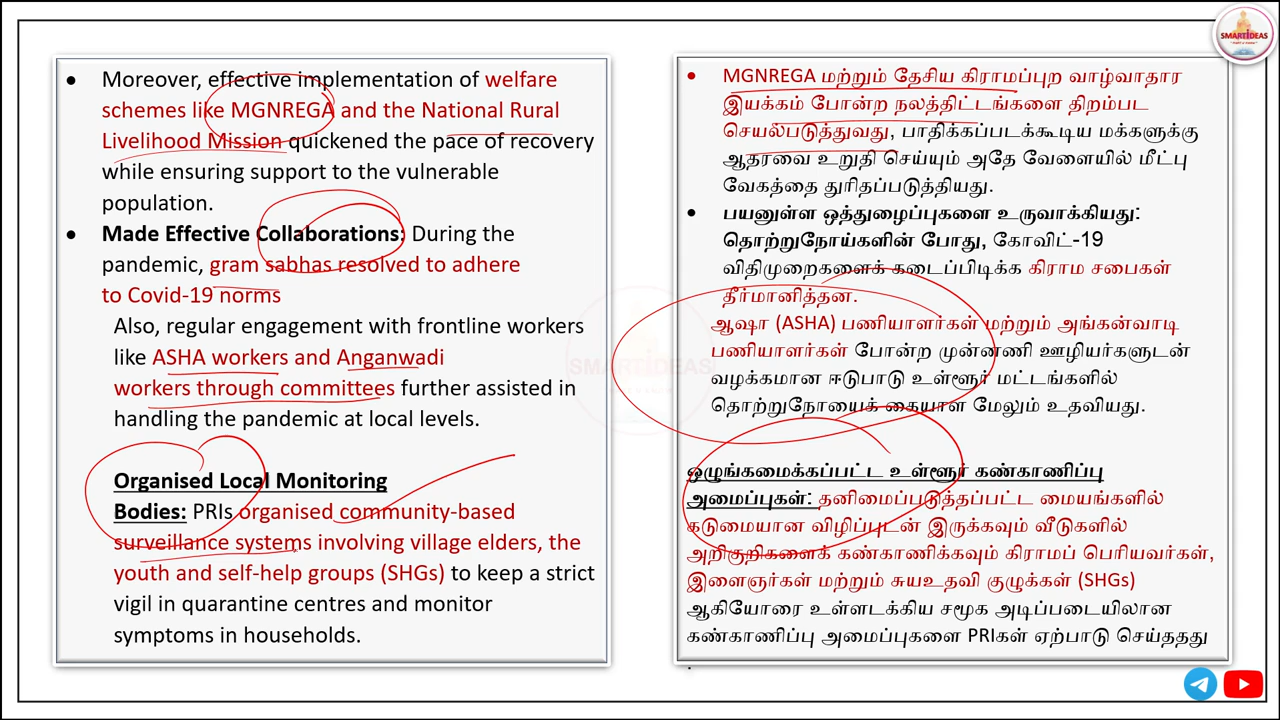 SMARTIDEAS
• Moreover, effective implementation of welfare
schemes like MGNREGA and the National Rural
Livelihood Mission quickened the pace of recovery
while ensuring support to the vulnerable
population.
• Made Effective Collaborations: During the
pandemic, gram sabhas resolved to adhere
to Covid-19 norms
Also, regular engagement with frontline workers
like ASHA workers and Anganwadi
workers through committees further assisted in
handling the pandemic at local levels.
Organised Local Monitoring
Bodies: PRIs organised community-based
surveillance systems involving village elders, the
youth and self-help groups (SHGs) to keep a strict
vigil in quarantine centres and monitor
symptoms in households.
• MGNREGA மற்றும் தேசிய கிராமப்புற வாழ்வாதார
இயக்கம் போன்ற நலத்திட்டங்களை திறம்பட
செயல்படுத்துவது, பாதிக்கப்படக்கூடிய மக்களுக்கு
ஆதரவை உறுதி செய்யும் அதே வேளையில் மீட்பு
வேகத்தை துரிதப்படுத்தியது.
• பயனுள்ள ஒத்துழைப்புகளை உருவாக்கியது:
தொற்றுநோய்களின் போது, கோவிட்-19
விதிமுறைகளைக் கடைப்பிடிக்க கிராம சபைகள்
தீர்மானித்தன.
ஆஷா (ASHA) பணியாளர்கள் மற்றும் அங்கன்வாடி
பணியாளர்கள் போன்ற முன்னணி ஊழியர்களுடன்
வழக்கமான ஈடுபாடு உள்ளூர் மட்டங்களில்
தொற்றுநோயைக் கையாள மேலும் உதவியது.
ஒழுங்கமைக்கப்பட்ட உள்ளூர் கண்காணிப்பு
அமைப்புகள்: தனிமைப்படுத்தப்பட்ட மையங்களில்
கடுமையான விழிப்புடன் இருக்கவும் வீடுகளில்
அறிகுறிகளைக் கண்காணிக்கவும் கிராமப் பெரியவர்கள்,
இளைஞர்கள் மற்றும் சுயஉதவி குழுக்கள் (SHGs)
ஆகியோரை உள்ளடக்கிய சமூக அடிப்படையிலான
கண்காணிப்பு அமைப்புகளை PRIகள் ஏற்பாடு செய்ததது
.
SMARTIDEAS